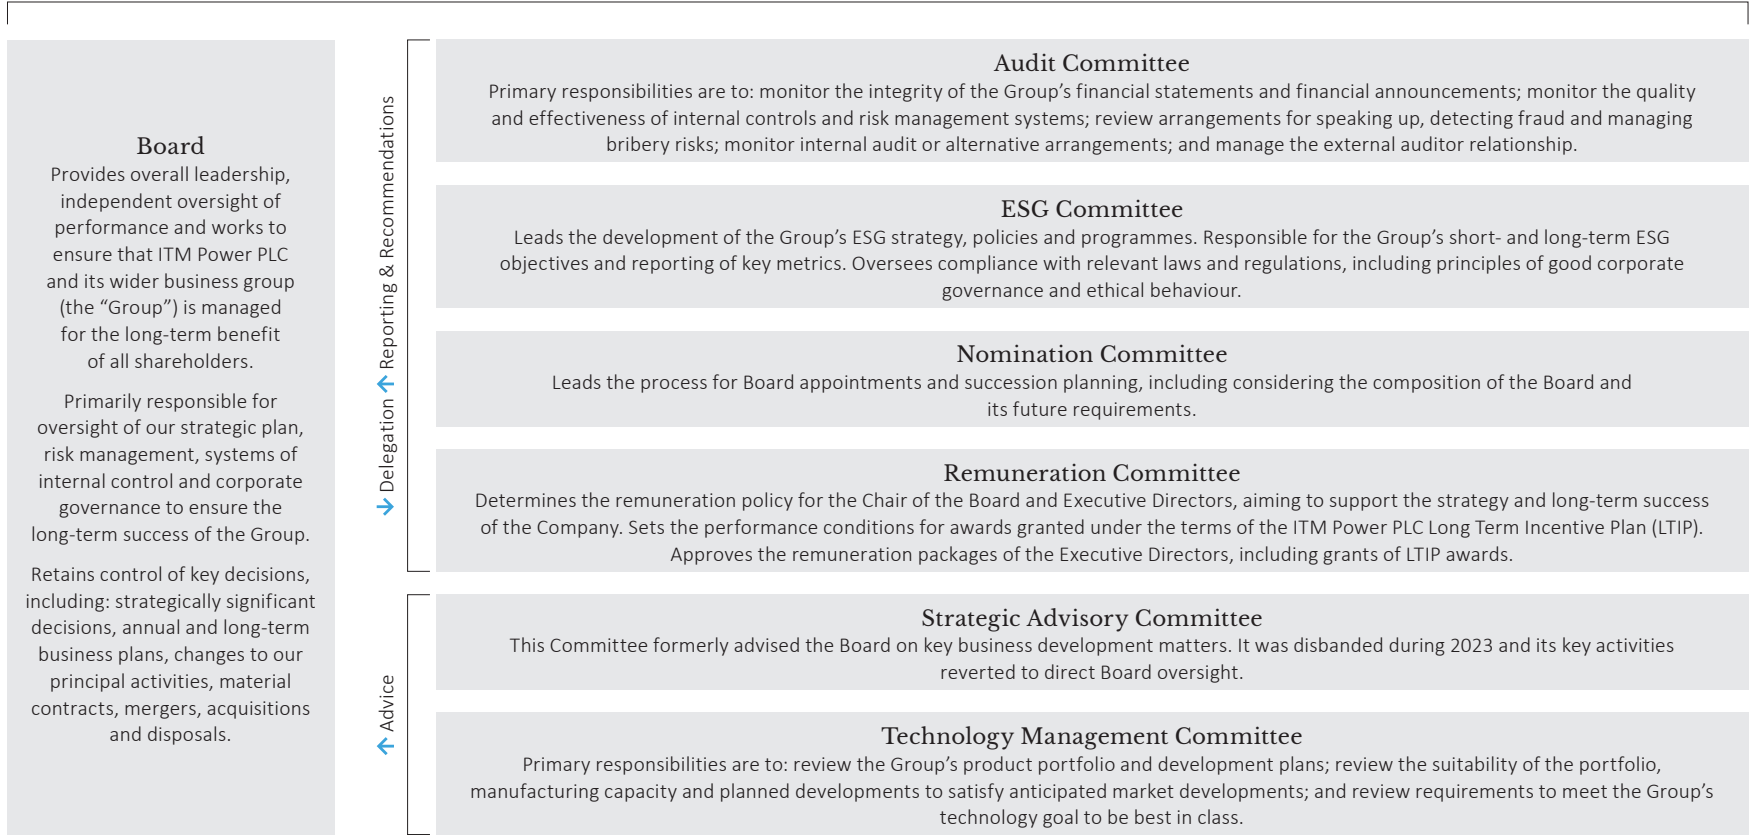 Board
Provides overall leadership,
independent oversight of
performance and works to
ensure that ITM Power PLC
and its wider business group
(the “Group”) is managed
for the long-term benefit
of all shareholders.
Primarily responsible for
oversight of our strategic plan,
risk management, systems of
internal control and corporate
governance to ensure the
long-term success of the Group.
Retains control of key decisions,
including: strategically significant
decisions, annual and long-term
business plans, changes to our
principal activities, material
contracts, mergers, acquisitions
and disposals.
→ Delegation ← Reporting & Recommendations
Audit Committee
Primary responsibilities are to: monitor the integrity of the Group’s financial statements and financial announcements; monitor the quality
and effectiveness of internal controls and risk management systems; review arrangements for speaking up, detecting fraud and managing
bribery risks; monitor internal audit or alternative arrangements; and manage the external auditor relationship.
ESG Committee
Leads the development of the Group’s ESG strategy, policies and programmes. Responsible for the Group’s short- and long-term ESG
objectives and reporting of key metrics. Oversees compliance with relevant laws and regulations, including principles of good corporate
governance and ethical behaviour.
Nomination Committee
Leads the process for Board appointments and succession planning, including considering the composition of the Board and
its future requirements.
Remuneration Committee
Determines the remuneration policy for the Chair of the Board and Executive Directors, aiming to support the strategy and long-term success
of the Company. Sets the performance conditions for awards granted under the terms of the ITM Power PLC Long Term Incentive Plan (LTIP).
Approves the remuneration packages of the Executive Directors, including grants of LTIP awards.
← Advice
Strategic Advisory Committee
This Committee formerly advised the Board on key business development matters. It was disbanded during 2023 and its key activities
reverted to direct Board oversight.
Technology Management Committee
Primary responsibilities are to: review the Group’s product portfolio and development plans; review the suitability of the portfolio,
manufacturing capacity and planned developments to satisfy anticipated market developments; and review requirements to meet the Group’s
technology goal to be best in class.